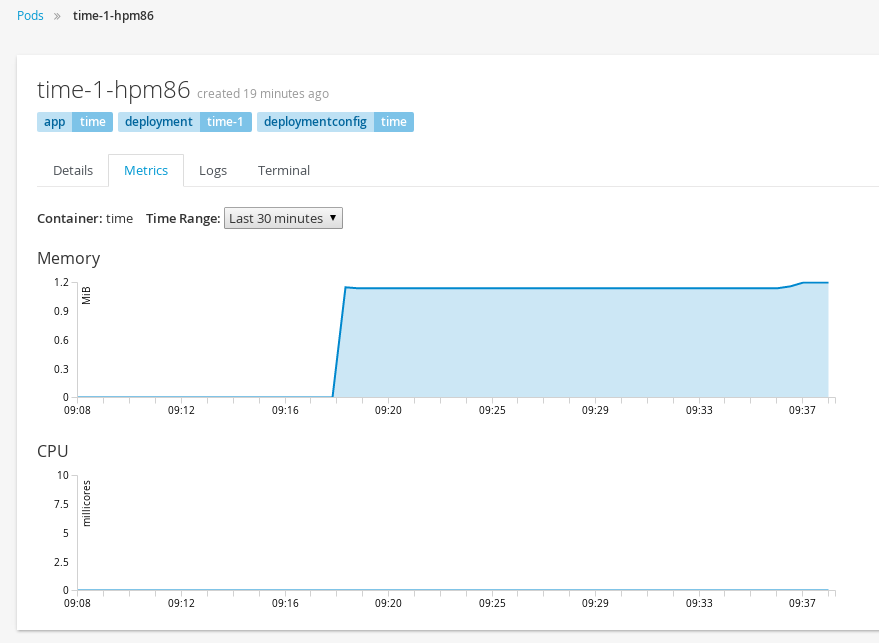 Pods » time-1-hpm86
time-1-hpm86 created 19 minutes ago
app time deployment time-1 deploymentconfig time
Details Metrics Logs Terminal
Container: time Time Range: Last 30 minutes ▼
Memory
1.2
MiB
0.9
0.6
0.3
0
09:08 09:12 09:16 09:20 09:25 09:29 09:33 09:37
CPU
10
millicores
7.5
5
2.5
0
09:08 09:12 09:16 09:20 09:25 09:29 09:33 09:37